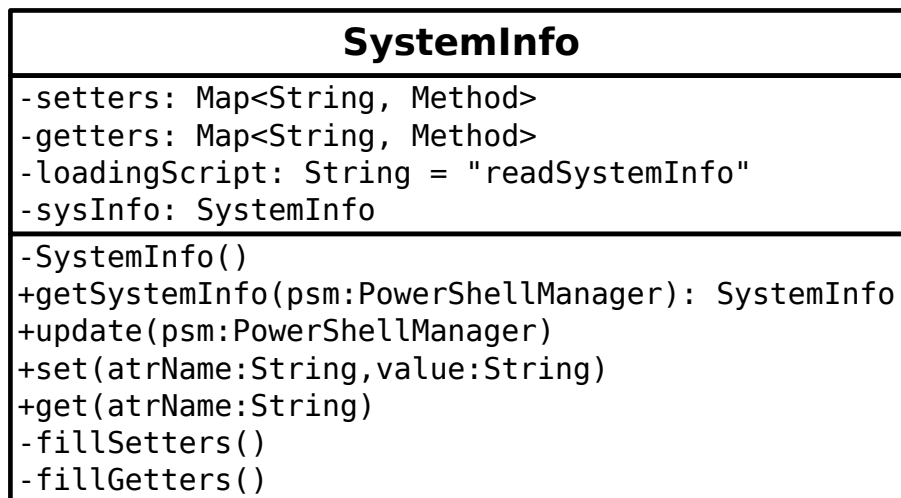 SystemInfo
-setters: Map<String, Method>
-getters: Map<String, Method>
-loadingScript: String = "readSystemInfo"
-sysInfo: SystemInfo
-SystemInfo()
+getSystemInfo(psm:PowerShellManager): SystemInfo
+update(psm:PowerShellManager)
+set(atrName:String,value:String)
+get(atrName:String)
-fillSetters()
-fillGetters()